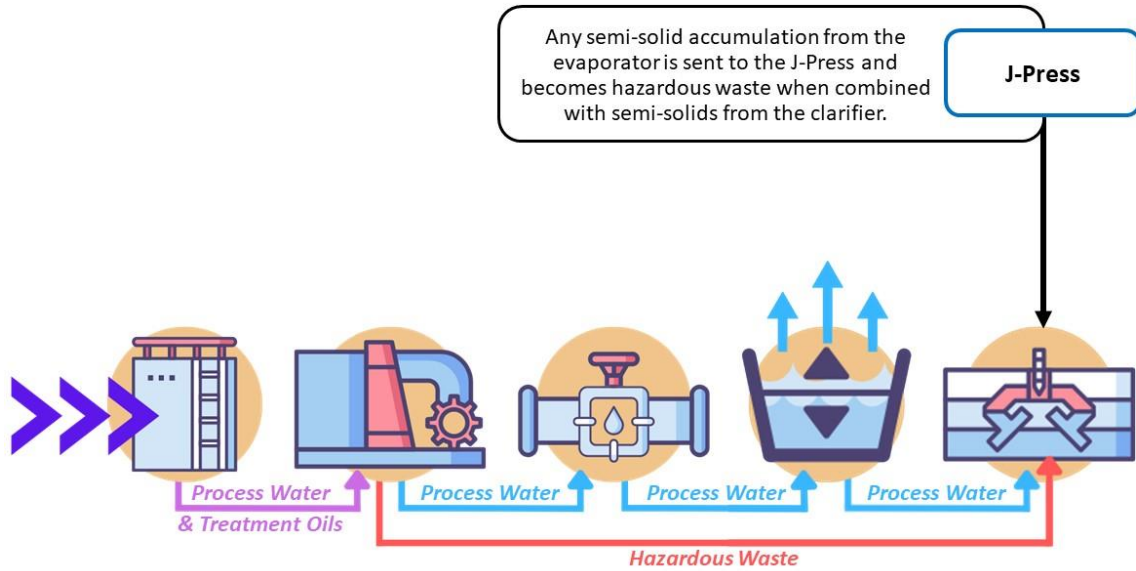 Any semi-solid accumulation from the
evaporator is sent to the J-Press and
becomes hazardous waste when combined
with semi-solids from the clarifier.
J-Press
Process Water
& Treatment Oils
Process Water
Process Water
Process Water
Hazardous Waste